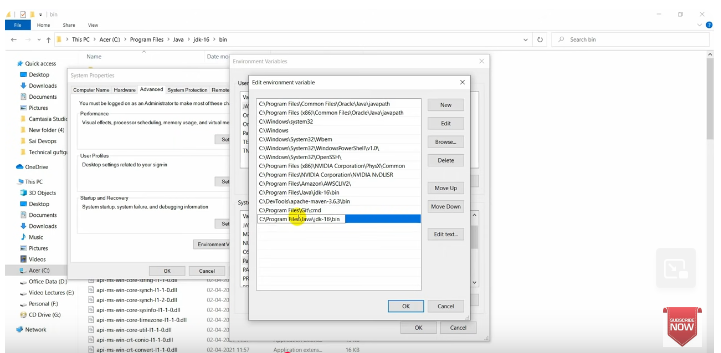 bin
File
Home
Share
View
This PC > Acer (C:) > Program Files > Java > jdk-16 > bin
Search bin
Name
Date mo
Quick access
Desktop
Downloads
Documents
Pictures
Camtasia Studio
New folder (4)
Sai Devops
OneDrive
This PC
3D Objects
Desktop
Documents
Downloads
Music
Pictures
Videos
Acer (C:)
Office Data (D:)
Video Lectures (E:)
Personal (F:)
CD Drive (G:)
Network
System Properties
Computer Name
Hardware
Advanced
System Protection
Remote
You must be logged on as an Administrator to make most of these ch
Performance
Visual effects, processor scheduling, memory usage, and virtual me
Set
User Profiles
Desktop settings related to your sign-in
Set
Startup and Recovery
System startup, system failure, and debugging information
Set
Environment V
OK
Cancel
Environment Variables
User
Syste
OK
Cancel
Edit environment variable
C:\Program Files\Common Files\Oracle\Java\javapath
C:\Program Files (x86)\Common Files\Oracle\Java\javapath
C:\Windows\system32
C:\Windows
C:\Windows\System32\Wbem
C:\Windows\System32\WindowsPowerShell\v1.0\
C:\Windows\System32\OpenSSH\
C:\Program Files (x86)\NVIDIA Corporation\PhysX\Common
C:\Program Files\NVIDIA Corporation\NVIDIA NvDLISR
C:\Program Files\Amazon\AWSCLIV2\
C:\Program Files\Java\jdk-16\bin
C:\DevTools\apache-maven-3.6.3\bin
C:\Program Files\Git\cmd
C:\Program Files\Java\jdk-16\bin
New
Edit
Browse...
Delete
Move Up
Move Down
Edit text...
OK
Cancel
api-ms-win-core-synch-l1-1-0.dll
api-ms-win-core-synch-l1-2-0.dll
api-ms-win-core-sysinfo-l1-1-0.dll
api-ms-win-core-timezone-l1-1-0.dll
api-ms-win-core-util-l1-1-0.dll
api-ms-win-crt-conio-l1-1-0.dll
api-ms-win-crt-convert-l1-1-0.dll
02-04-2021 11:57
Application extens...
16 KB
SUBSCRIBE
NOW